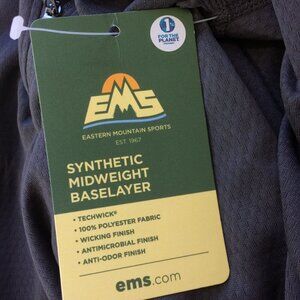 1%
FOR THE
PLANET
EMS
EASTERN MOUNTAIN SPORTS
EST 1967
SYNTHETIC
MIDWEIGHT
BASELAYER
• TECHWICK®
• 100% POLYESTER FABRIC
• WICKING FINISH
• ANTIMICROBIAL FINISH
• ANTI-ODOR FINISH
ems.com